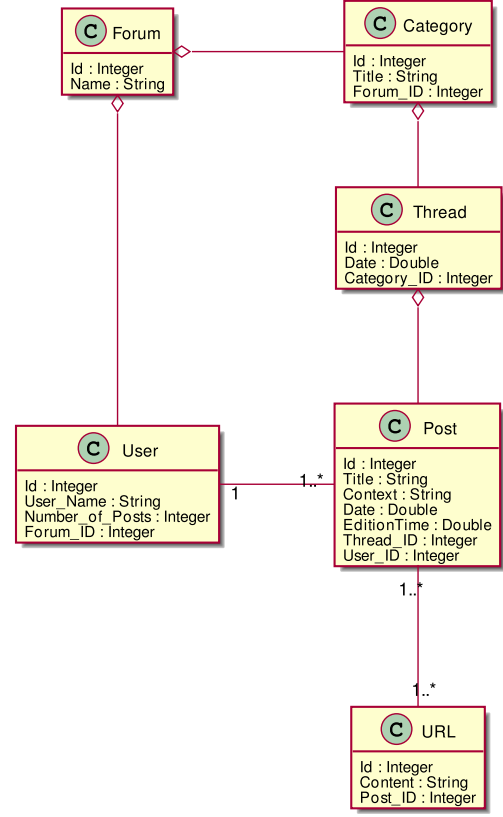 C Forum
Id : Integer
Name : String
C Category
Id : Integer
Title : String
Forum_ID : Integer
C Thread
Id : Integer
Date : Double
Category_ID : Integer
C User
Id : Integer
User_Name : String
Number_of_Posts : Integer
Forum_ID : Integer
1
1..*
C Post
Id : Integer
Title : String
Context : String
Date : Double
EditionTime : Double
Thread_ID : Integer
User_ID : Integer
1..*
1..*
C URL
Id : Integer
Content : String
Post_ID : Integer